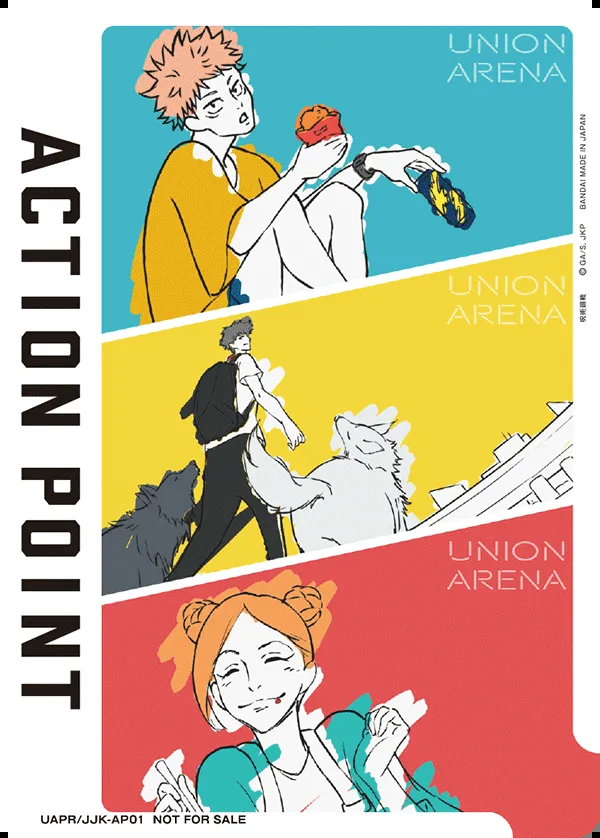 ACTION POINT
UNION
ARENA
UNION
ARENA
UNION
ARENA
呪術廻戦 © GA/S, JKP BANDAI MADE IN JAPAN
UAPR/JJK-AP01 NOT FOR SALE